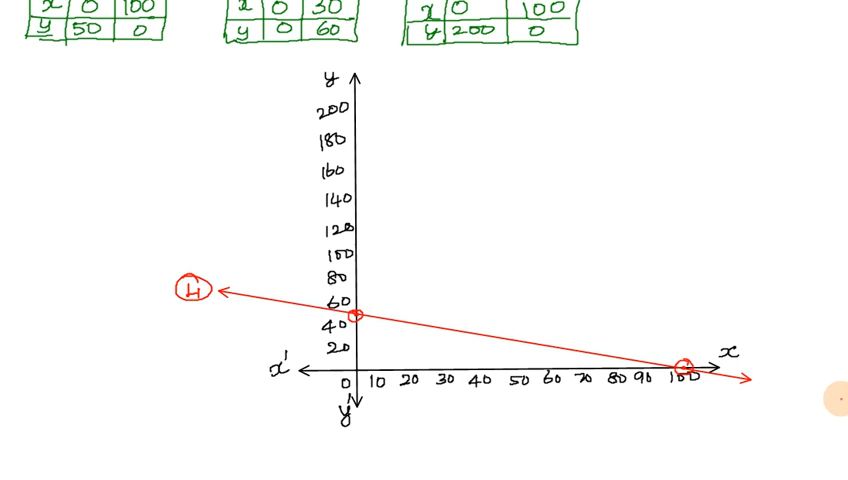 x 0 100
y 50 0
x 0 30
y 0 60
x 0 100
y 200 0
y
200
180
160
140
120
100
80
60
40
20
L1
x' 0 10 20 30 40 50 60 70 80 90 100 x
y'